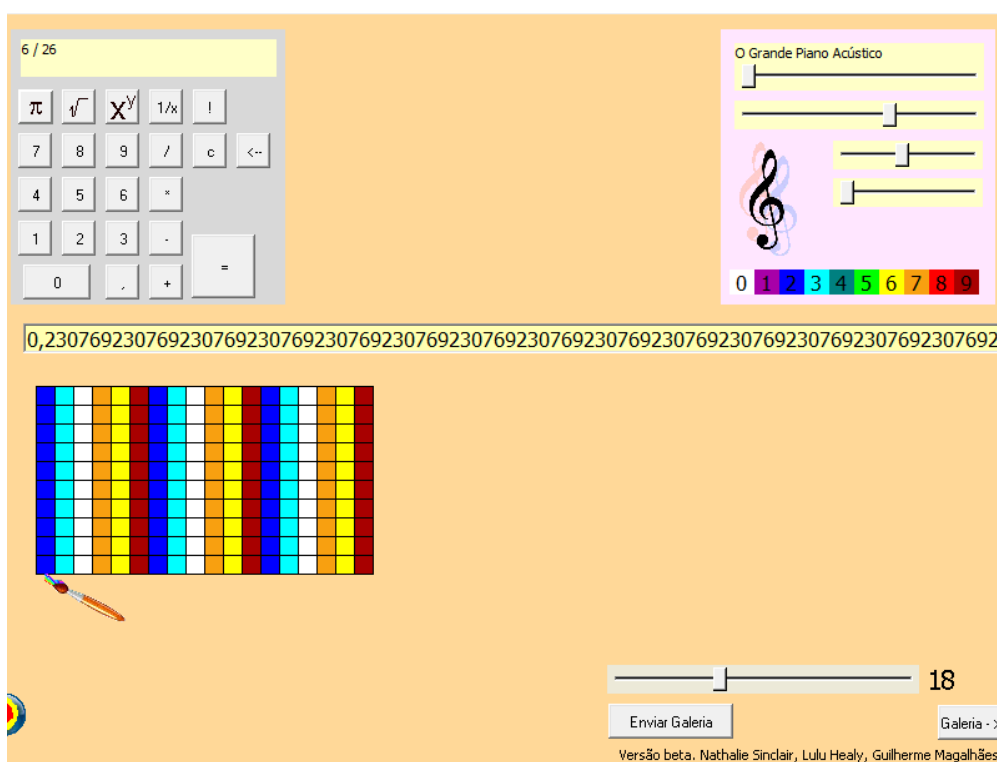 6 / 26
π √ Xʸ 1/x !
7 8 9 / c <--
4 5 6 *
1 2 3 -
0 , + =
O Grande Piano Acústico
0 1 2 3 4 5 6 7 8 9
0,230769230769230769230769230769230769230769230769230769230769230769230769230769230769230769230769
18
Enviar Galeria
Galeria -
Versão beta. Nathalie Sinclair, Lulu Healy, Guilherme Magalhães